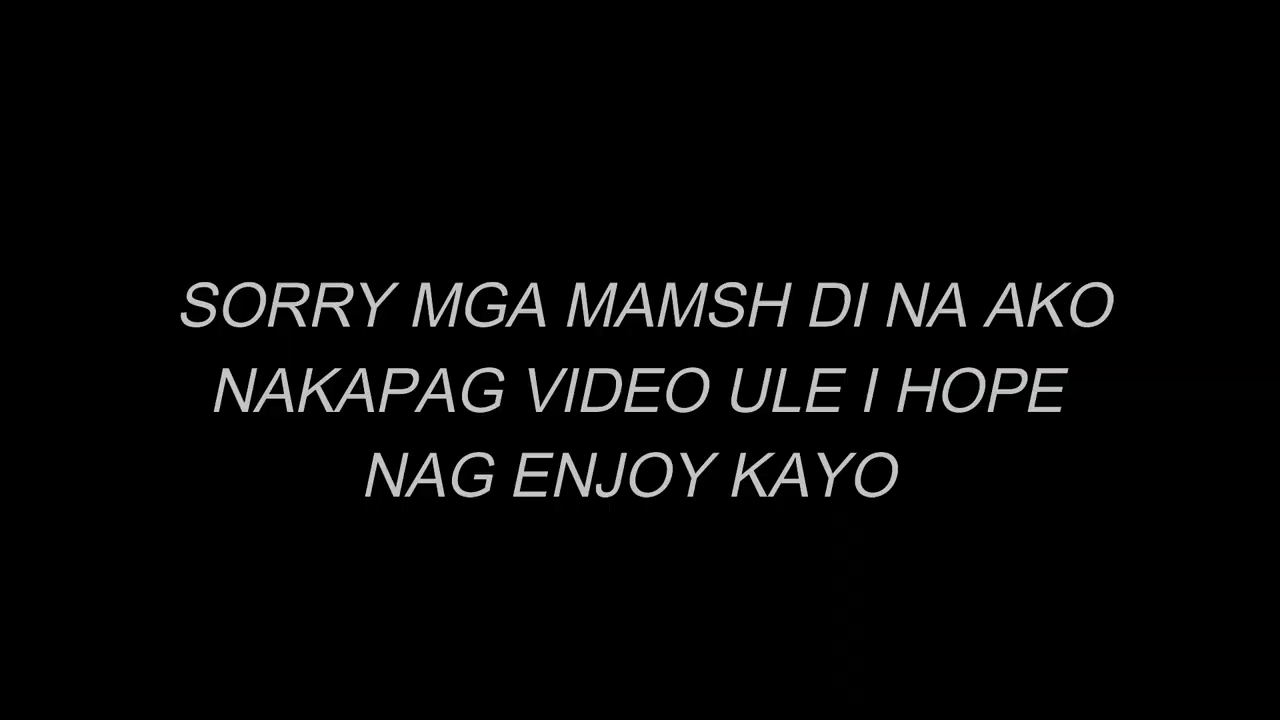 SORRY MGA MAMSH DI NA AKO
NAKAPAG VIDEO ULE I HOPE
NAG ENJOY KAYO